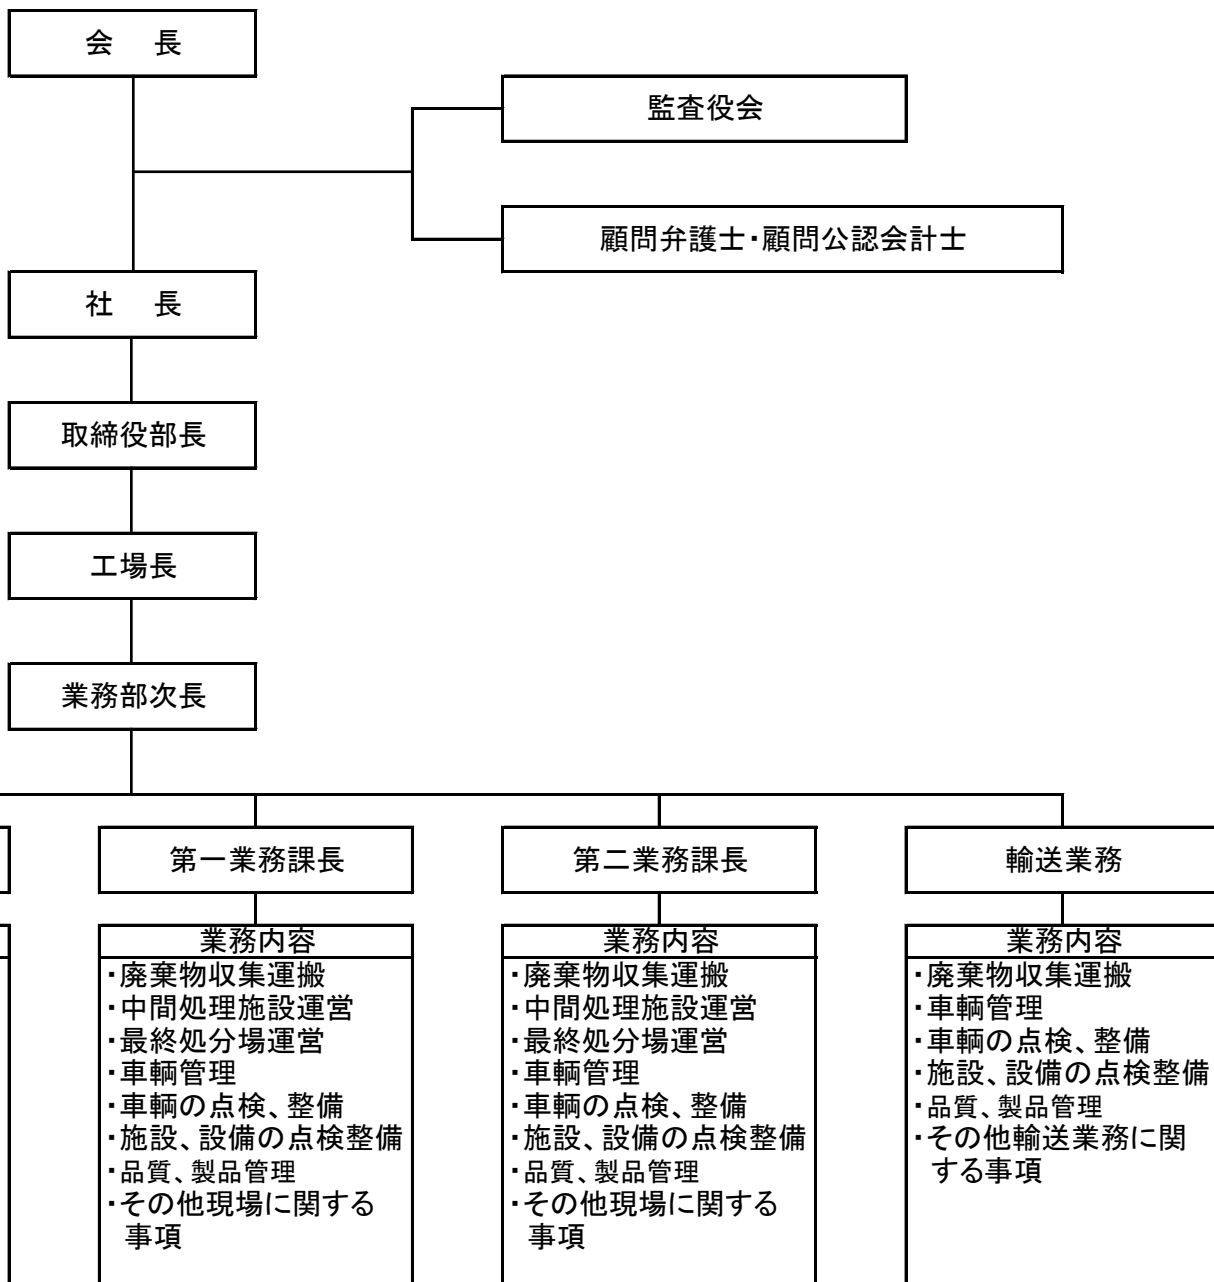 会　長
監査役会
顧問弁護士・顧問公認会計士
社　長
取締役部長
工場長
業務部次長
第一業務課長
業務内容
・廃棄物収集運搬
・中間処理施設運営
・最終処分場運営
・車輌管理
・車輌の点検、整備
・施設、設備の点検整備
・品質、製品管理
・その他現場に関する
事項
第二業務課長
業務内容
・廃棄物収集運搬
・中間処理施設運営
・最終処分場運営
・車輌管理
・車輌の点検、整備
・施設、設備の点検整備
・品質、製品管理
・その他現場に関する
事項
輸送業務
業務内容
・廃棄物収集運搬
・車輌管理
・車輌の点検、整備
・施設、設備の点検整備
・品質、製品管理
・その他輸送業務に関
する事項